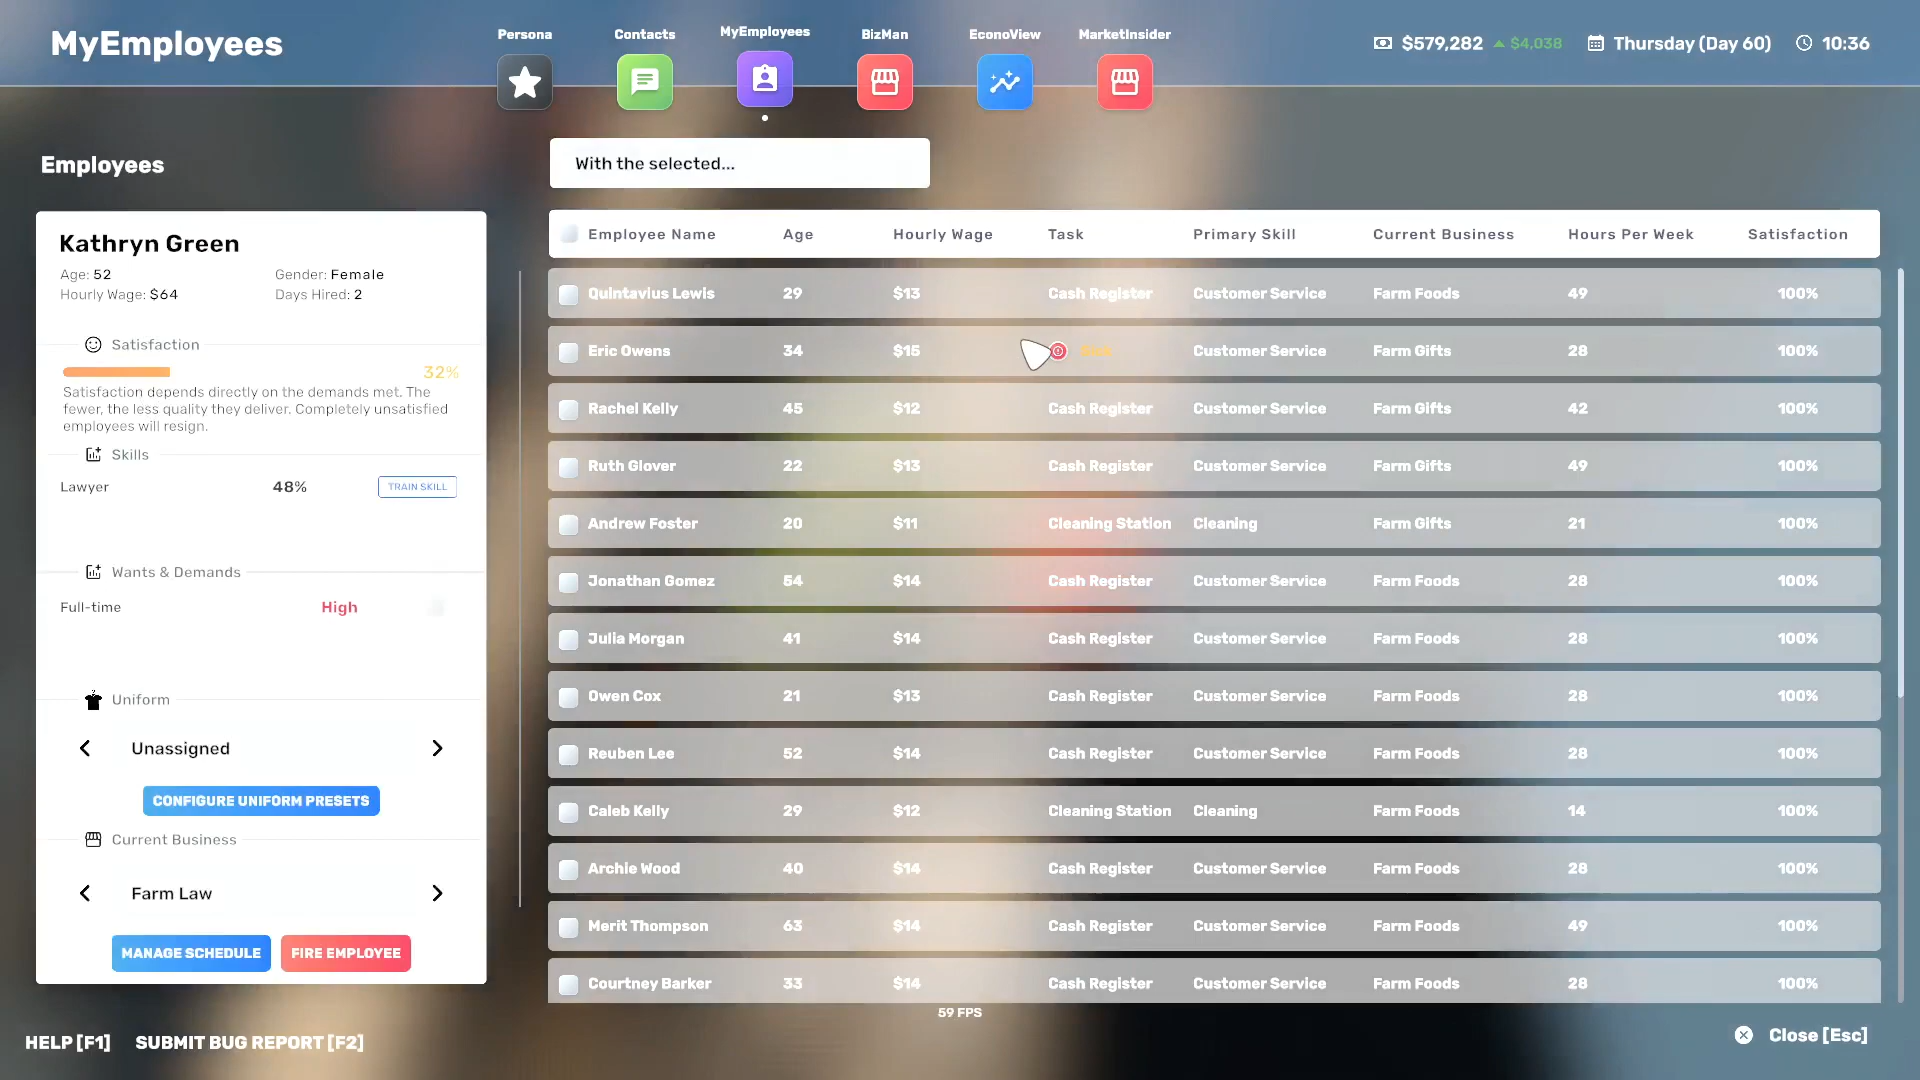 MyEmployees
Persona
Contacts
MyEmployees
BizMan
EconoView
MarketInsider
$579,282 $4,038
Thursday (Day 60)
10:36
Employees
With the selected...
Kathryn Green
Age: 52
Gender: Female
Hourly Wage: $64
Days Hired: 2
Satisfaction
32%
Satisfaction depends directly on the demands met. The
fewer, the less quality they deliver. Completely unsatisfied
employees will resign.
Skills
Lawyer 48% TRAIN SKILL
Wants & Demands
Full-time High
Uniform
Unassigned
CONFIGURE UNIFORM PRESETS
Current Business
Farm Law
MANAGE SCHEDULE FIRE EMPLOYEE
Employee Name Age Hourly Wage Task Primary Skill Current Business Hours Per Week Satisfaction
Quintavius Lewis 29 $13 Cash Register Customer Service Farm Foods 49 100%
Eric Owens 34 $15 Customer Service Farm Gifts 28 100%
Rachel Kelly 45 $12 Cash Register Customer Service Farm Gifts 42 100%
Ruth Glover 22 $13 Cash Register Customer Service Farm Gifts 49 100%
Andrew Foster 20 $11 Cleaning Station Cleaning Farm Gifts 21 100%
Jonathan Gomez 54 $14 Cash Register Customer Service Farm Foods 28 100%
Julia Morgan 41 $14 Cash Register Customer Service Farm Foods 28 100%
Owen Cox 21 $13 Cash Register Customer Service Farm Foods 28 100%
Reuben Lee 52 $14 Cash Register Customer Service Farm Foods 28 100%
Caleb Kelly 29 $12 Cleaning Station Cleaning Farm Foods 14 100%
Archie Wood 40 $14 Cash Register Customer Service Farm Foods 28 100%
Merit Thompson 63 $14 Cash Register Customer Service Farm Foods 49 100%
Courtney Barker 33 $14 Cash Register Customer Service Farm Foods 28 100%
59 FPS
HELP [F1] SUBMIT BUG REPORT [F2]
Close [Esc]